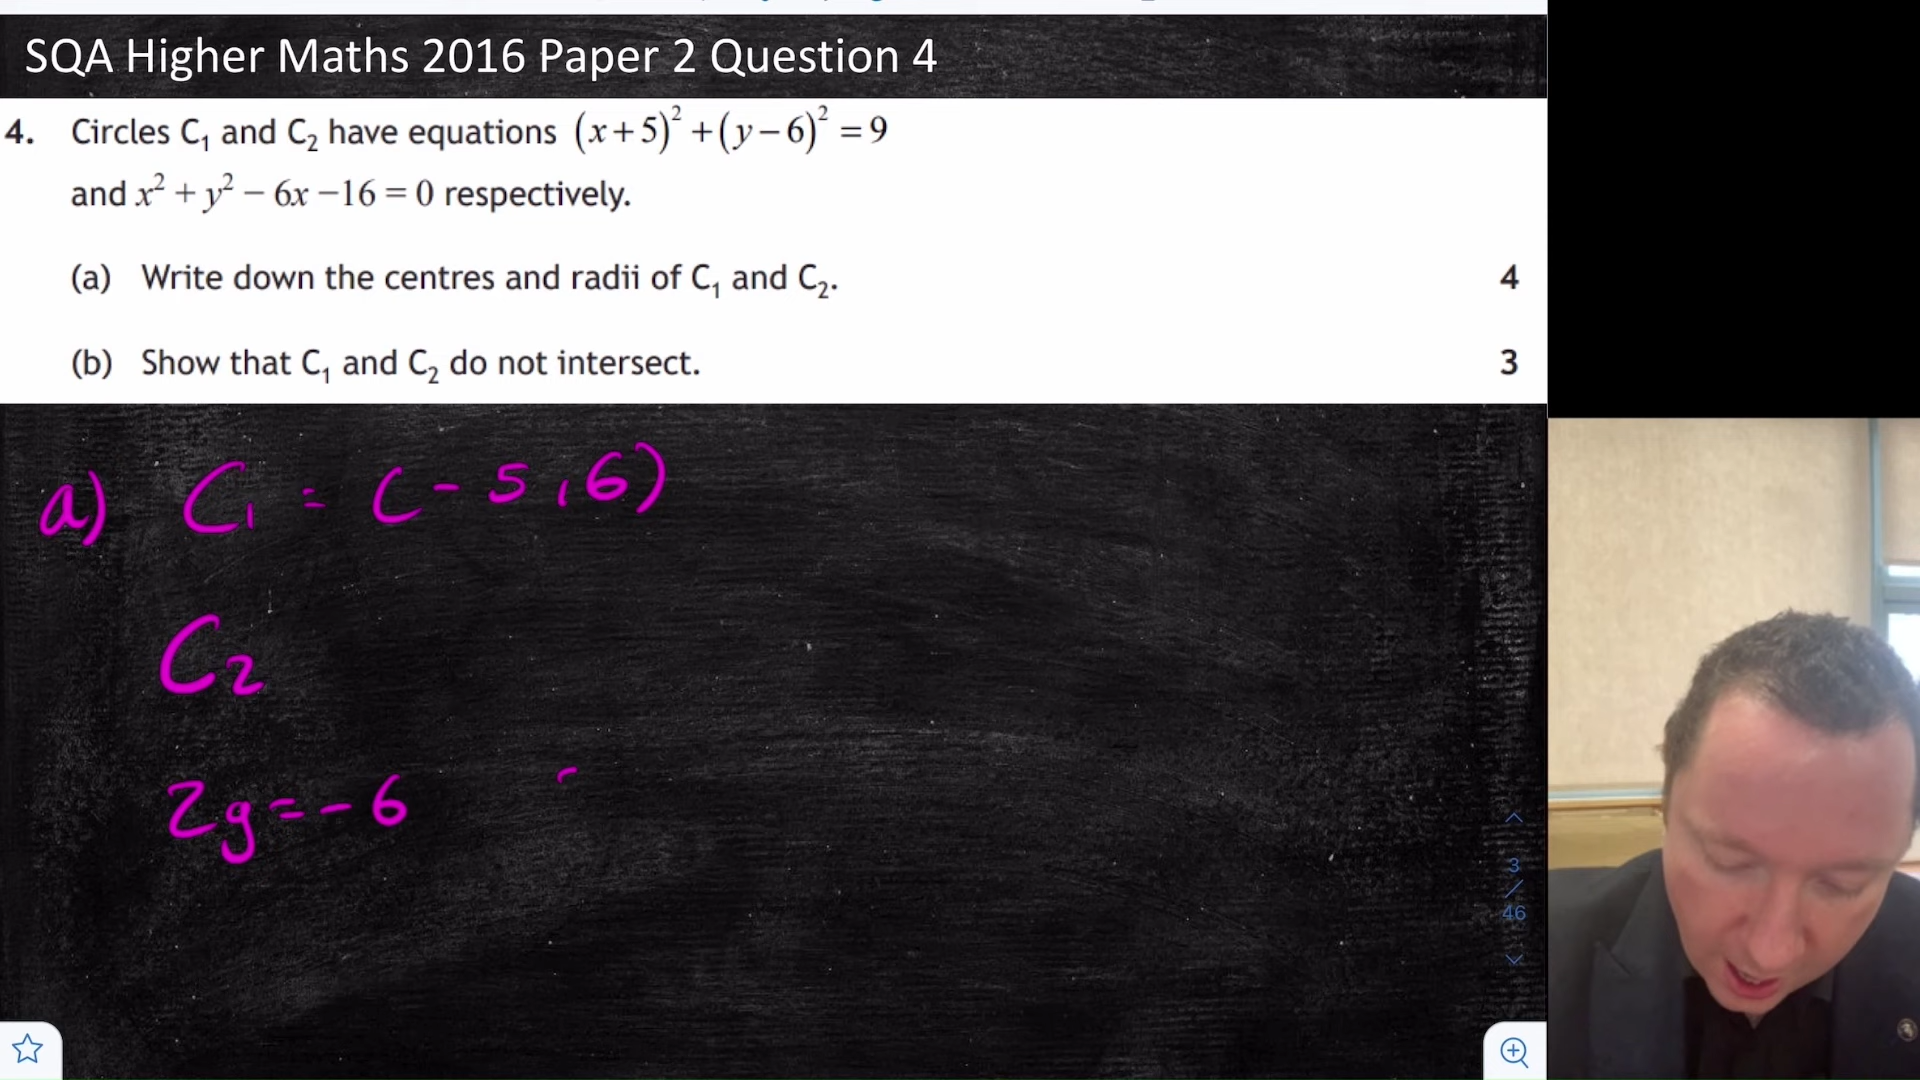 SQA Higher Maths 2016 Paper 2 Question 4
4. Circles C₁ and C₂ have equations (x+5)² + (y−6)² = 9
and x² + y² − 6x − 16 = 0 respectively.
(a) Write down the centres and radii of C₁ and C₂. 4
(b) Show that C₁ and C₂ do not intersect. 3
a) C₁ = (-5, 6)
C₂
2g = -6
3
/
46